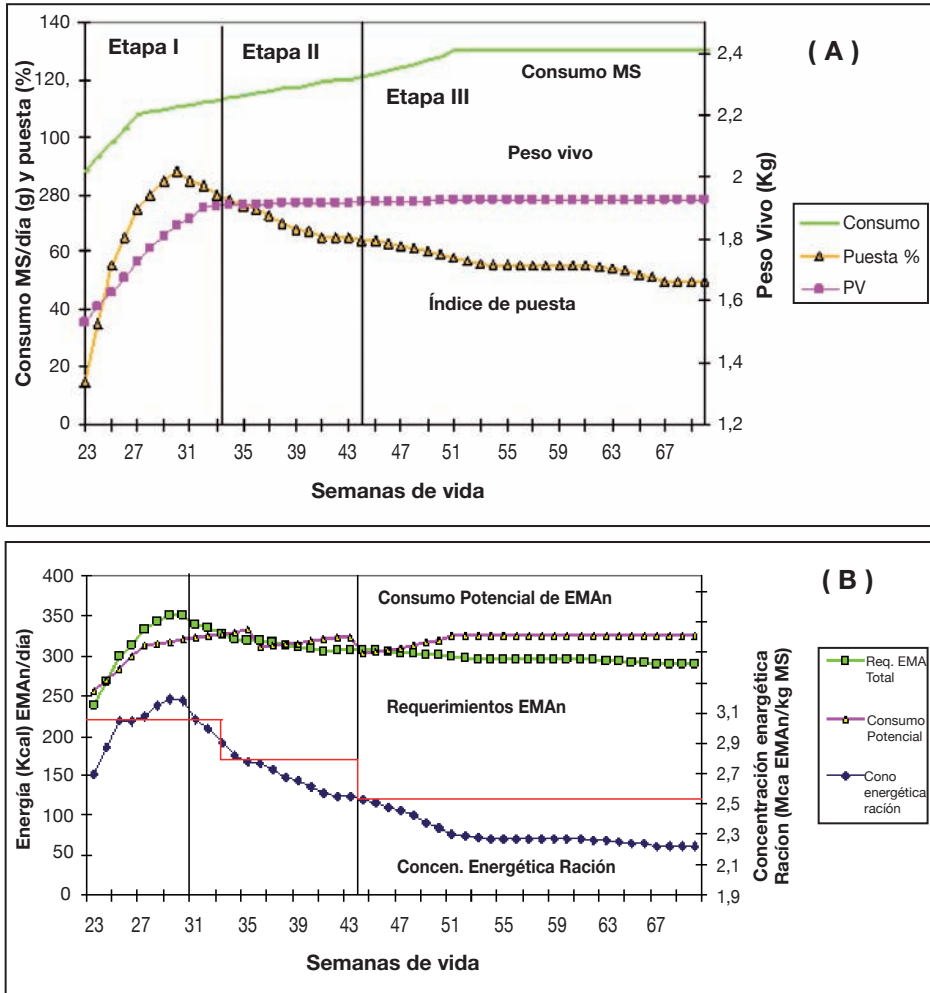 ( A )
Etapa I
Etapa II
Etapa III
Consumo MS
Peso vivo
Índice de puesta
Consumo MS/día (g) y puesta (%)
140
120
100
280
60
40
20
0
2,4
2,2
2
1,8
1,6
1,4
1,2
Peso Vivo (Kg)
23 27 31 35 39 43 47 51 55 59 63 67
Semanas de vida
Consumo
Puesta %
PV
( B )
Consumo Potencial de EMAn
Requerimientos EMAn
Concen. Energética Ración
Energía (Kcal) EMAn/día)
400
350
300
250
200
150
100
50
0
3,1
2,9
2,7
2,5
2,3
2,1
1,9
Concentración enargética
Racíon (Mca EMAn/kg MS)
23 27 31 35 39 43 47 51 55 59 63 67
Semanas de vida
Req. EMA
Total
Consumo
Potencial
Cono
energética
racíón